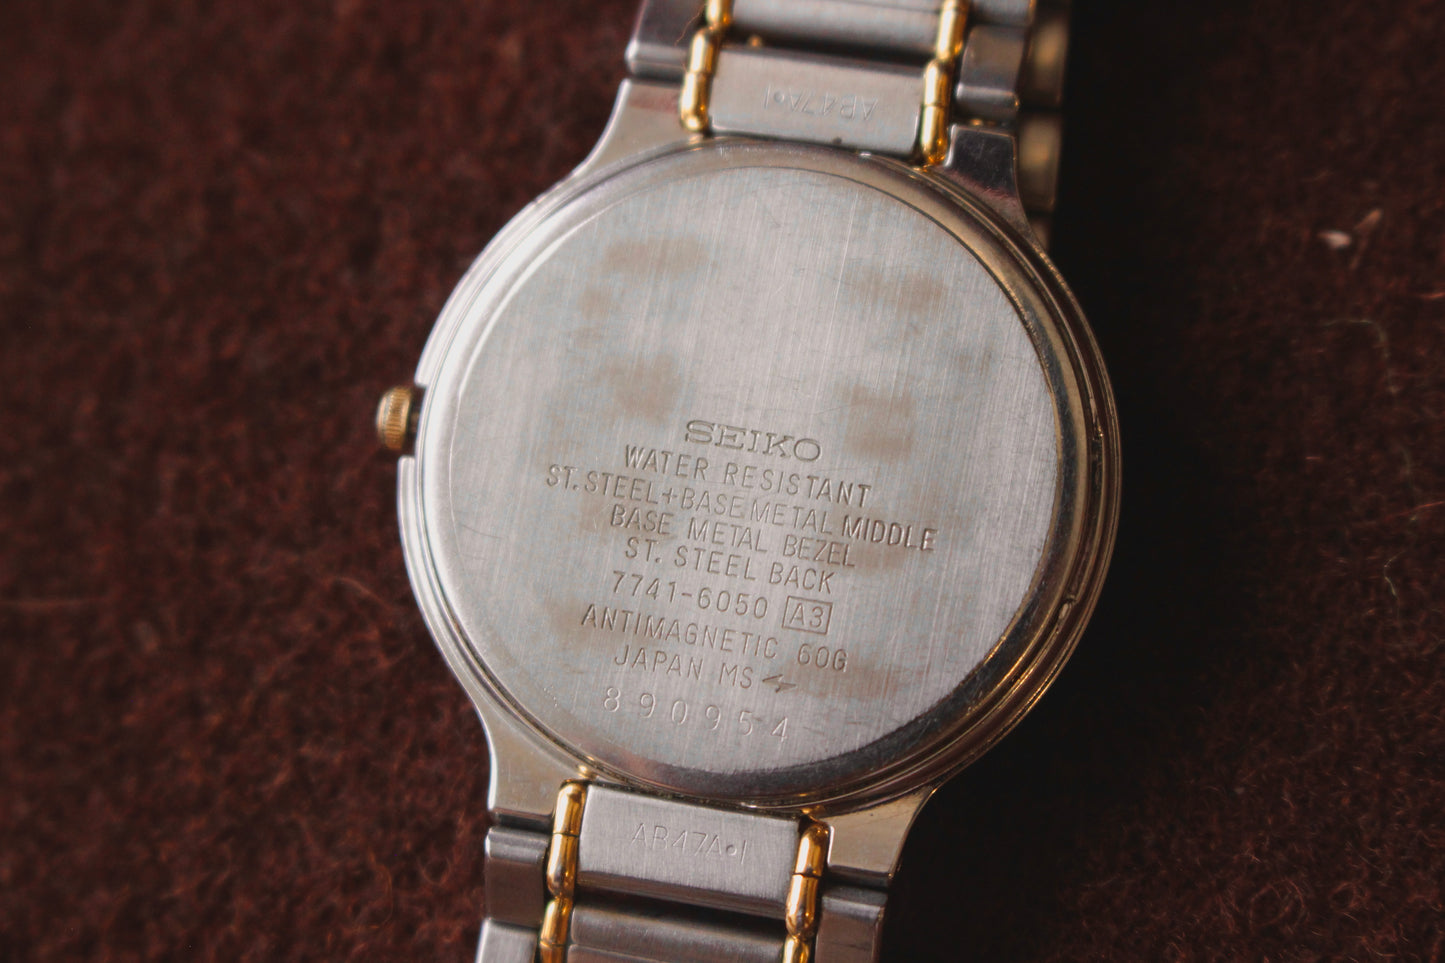 AB47A•I
SEIKO
WATER RESISTANT
ST.STEEL+BASE METAL MIDDLE
BASE METAL BEZEL
ST. STEEL BACK
7741-6050 A3
ANTIMAGNETIC 60G
JAPAN MS
890954
AB47A•I